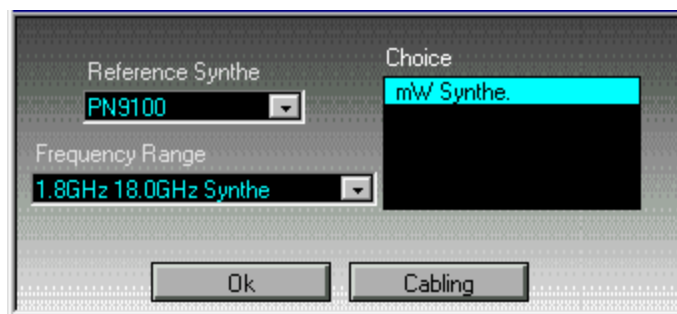 Reference Synthe
PN9100
Frequency Range
1.8GHz 18.0GHz Synthe
Choice
mW Synthe.
Ok
Cabling